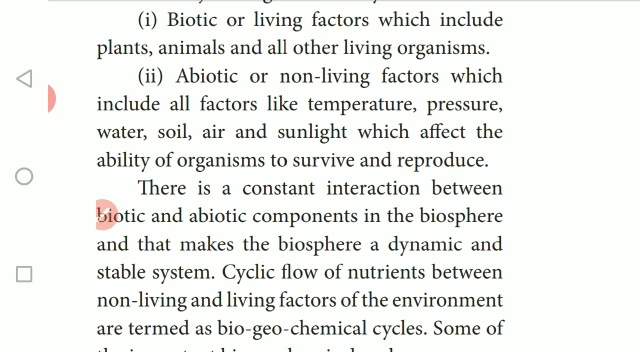 (i) Biotic or living factors which include
plants, animals and all other living organisms.
(ii) Abiotic or non-living factors which
include all factors like temperature, pressure,
water, soil, air and sunlight which affect the
ability of organisms to survive and reproduce.
There is a constant interaction between
biotic and abiotic components in the biosphere
and that makes the biosphere a dynamic and
stable system. Cyclic flow of nutrients between
non-living and living factors of the environment
are termed as bio-geo-chemical cycles. Some of